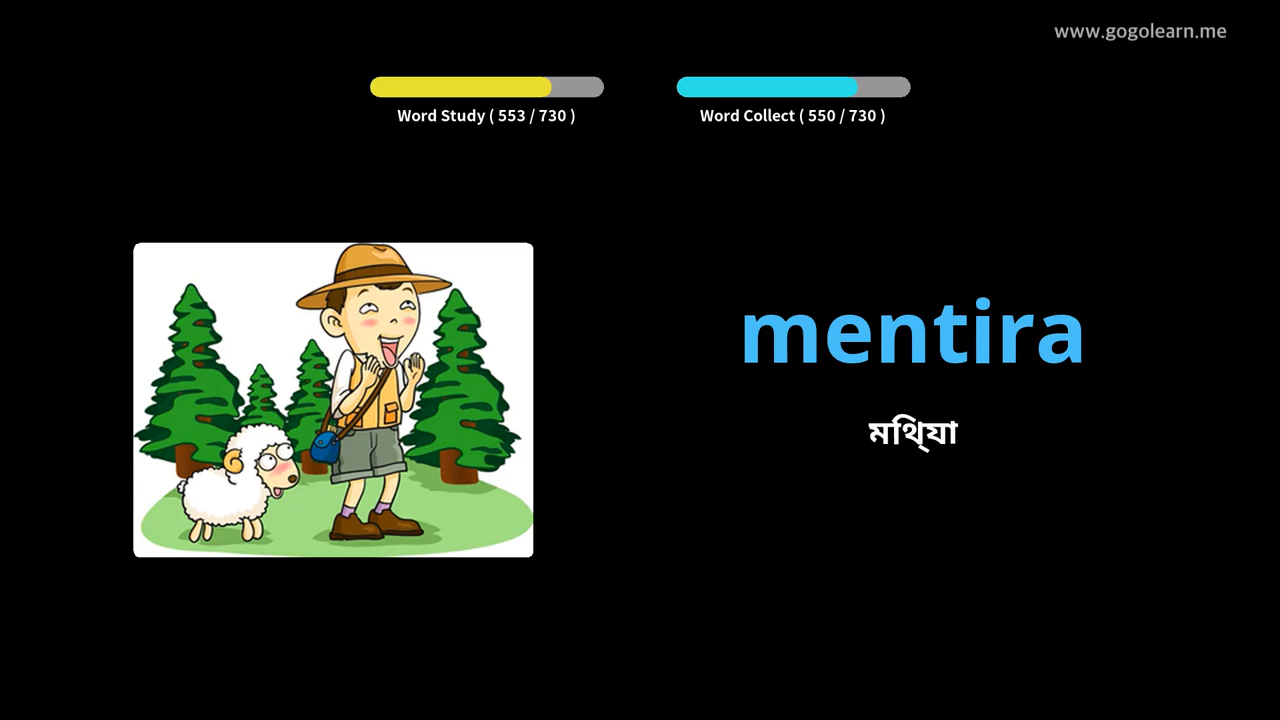 www.gogolearn.me
Word Study ( 553 / 730 )
Word Collect ( 550 / 730 )
mentira
মিথ্যা